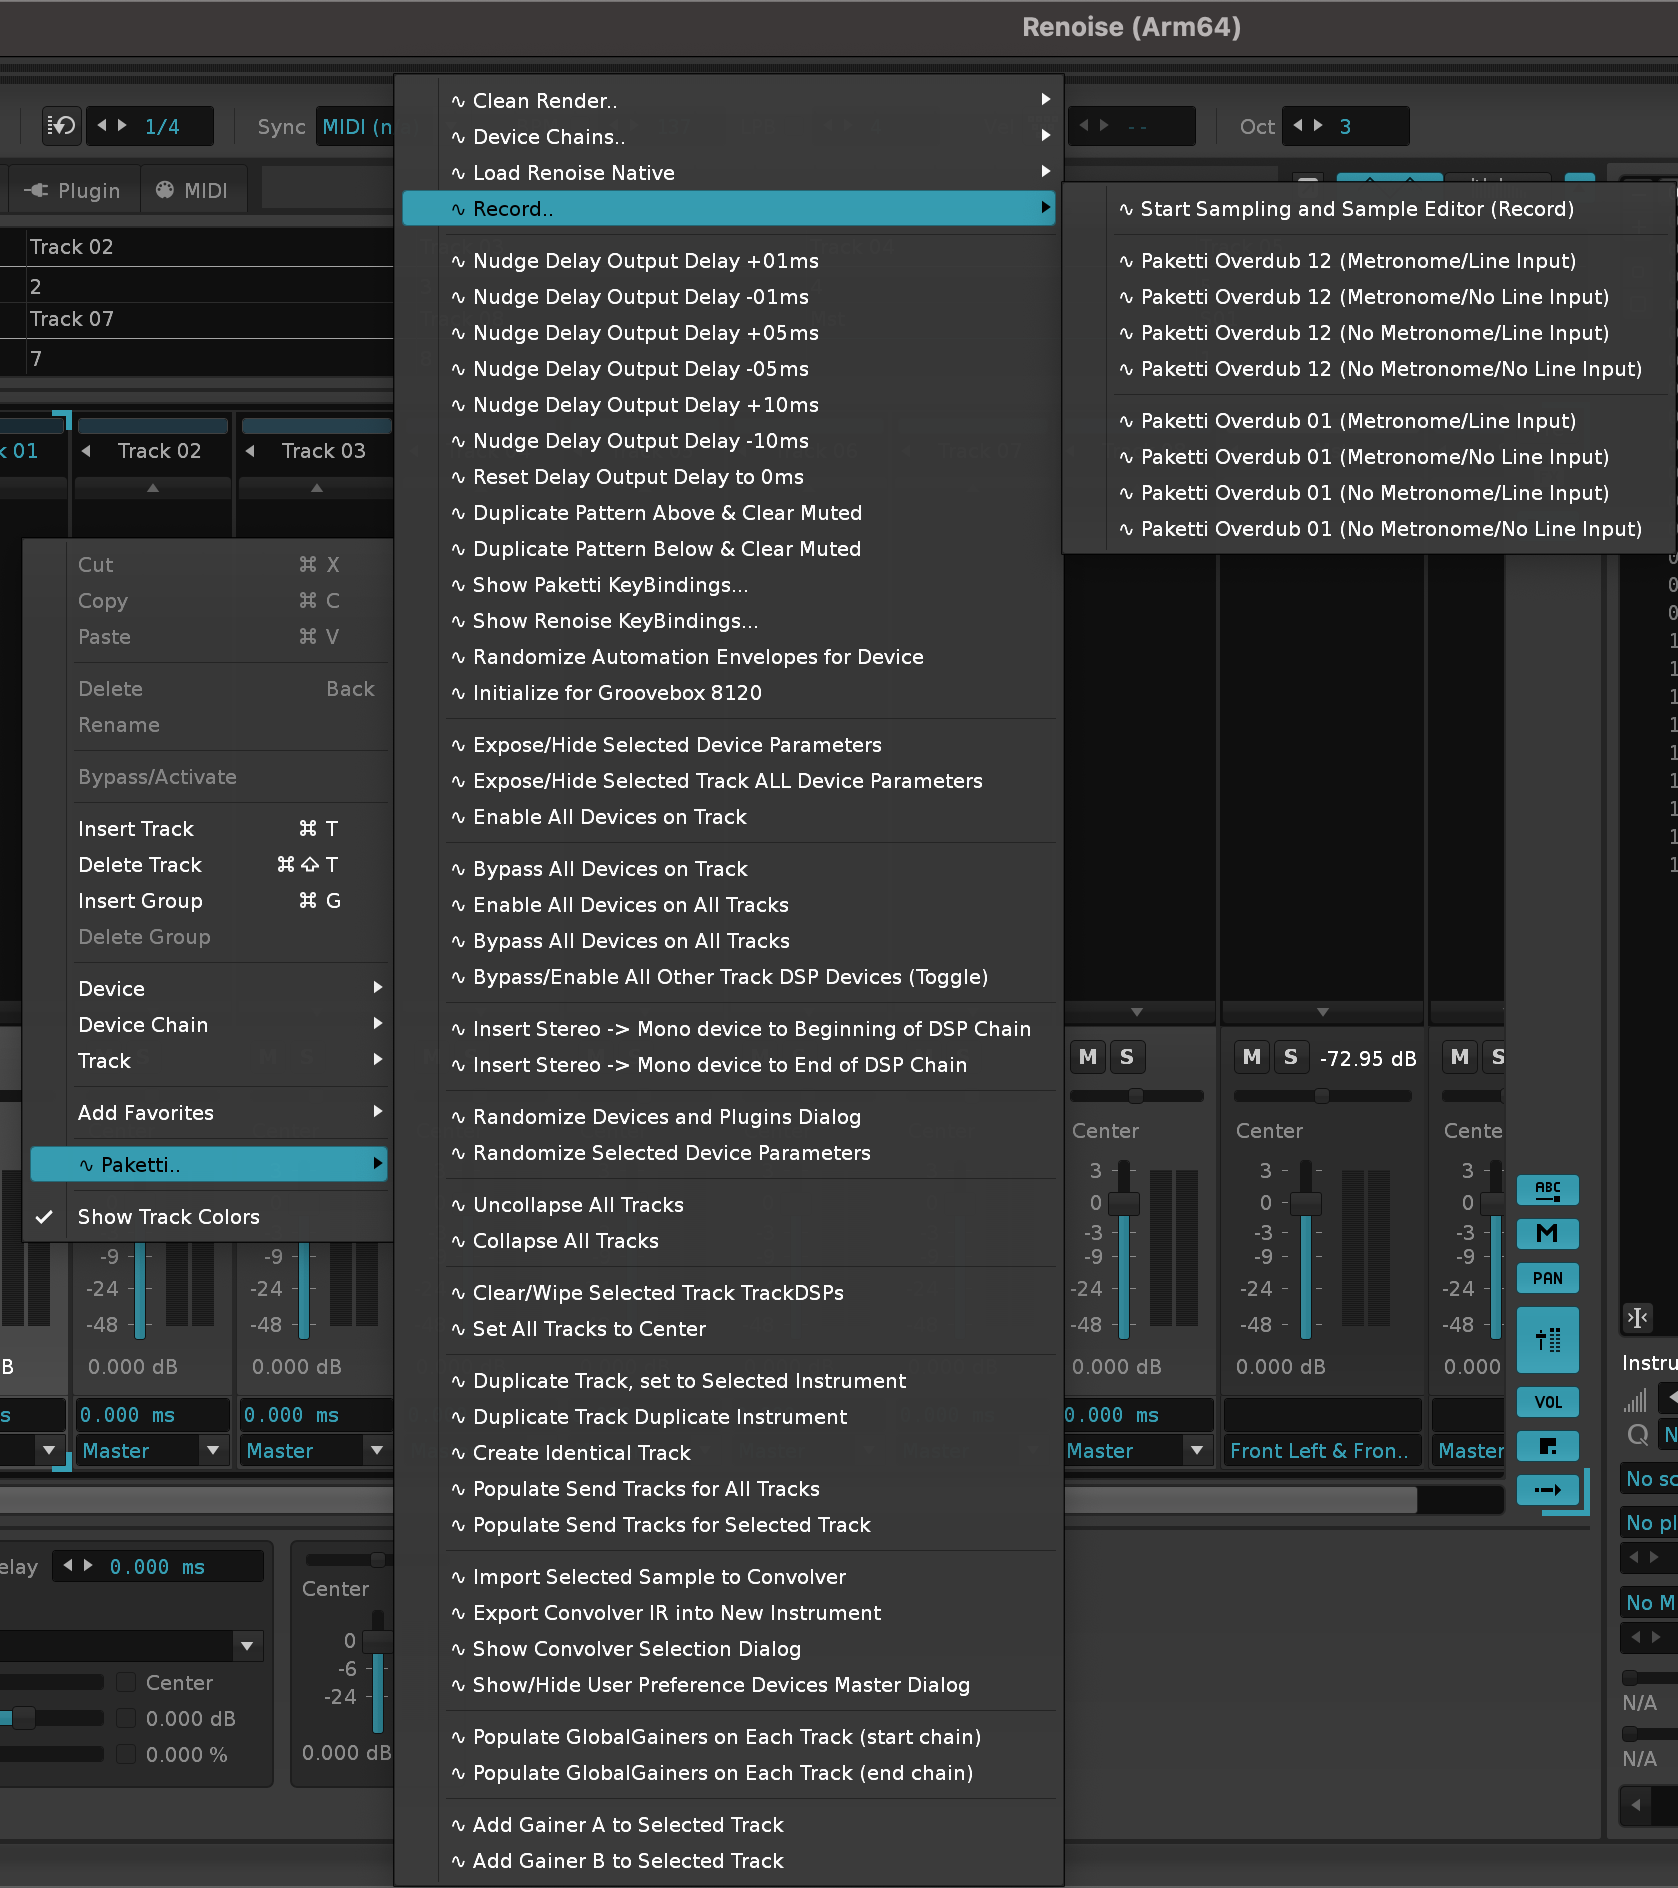 Renoise (Arm64)
1/4
Sync
MIDI (n
--
Oct
3
Plugin
MIDI
Track 02
2
Track 07
7
k 01
Track 02
Track 03
∿ Clean Render..
∿ Device Chains..
∿ Load Renoise Native
∿ Record..
∿ Nudge Delay Output Delay +01ms
∿ Nudge Delay Output Delay -01ms
∿ Nudge Delay Output Delay +05ms
∿ Nudge Delay Output Delay -05ms
∿ Nudge Delay Output Delay +10ms
∿ Nudge Delay Output Delay -10ms
∿ Reset Delay Output Delay to 0ms
∿ Duplicate Pattern Above & Clear Muted
∿ Duplicate Pattern Below & Clear Muted
∿ Show Paketti KeyBindings...
∿ Show Renoise KeyBindings...
∿ Randomize Automation Envelopes for Device
∿ Initialize for Groovebox 8120
∿ Expose/Hide Selected Device Parameters
∿ Expose/Hide Selected Track ALL Device Parameters
∿ Enable All Devices on Track
∿ Bypass All Devices on Track
∿ Enable All Devices on All Tracks
∿ Bypass All Devices on All Tracks
∿ Bypass/Enable All Other Track DSP Devices (Toggle)
∿ Insert Stereo -> Mono device to Beginning of DSP Chain
∿ Insert Stereo -> Mono device to End of DSP Chain
∿ Randomize Devices and Plugins Dialog
∿ Randomize Selected Device Parameters
∿ Uncollapse All Tracks
∿ Collapse All Tracks
∿ Clear/Wipe Selected Track TrackDSPs
∿ Set All Tracks to Center
∿ Duplicate Track, set to Selected Instrument
∿ Duplicate Track Duplicate Instrument
∿ Create Identical Track
∿ Populate Send Tracks for All Tracks
∿ Populate Send Tracks for Selected Track
∿ Import Selected Sample to Convolver
∿ Export Convolver IR into New Instrument
∿ Show Convolver Selection Dialog
∿ Show/Hide User Preference Devices Master Dialog
∿ Populate GlobalGainers on Each Track (start chain)
∿ Populate GlobalGainers on Each Track (end chain)
∿ Add Gainer A to Selected Track
∿ Add Gainer B to Selected Track
∿ Start Sampling and Sample Editor (Record)
∿ Paketti Overdub 12 (Metronome/Line Input)
∿ Paketti Overdub 12 (Metronome/No Line Input)
∿ Paketti Overdub 12 (No Metronome/Line Input)
∿ Paketti Overdub 12 (No Metronome/No Line Input)
∿ Paketti Overdub 01 (Metronome/Line Input)
∿ Paketti Overdub 01 (Metronome/No Line Input)
∿ Paketti Overdub 01 (No Metronome/Line Input)
∿ Paketti Overdub 01 (No Metronome/No Line Input)
Cut ⌘ X
Copy ⌘ C
Paste ⌘ V
Delete Back
Rename
Bypass/Activate
Insert Track ⌘ T
Delete Track ⌘ ⇧ T
Insert Group ⌘ G
Delete Group
Device
Device Chain
Track
Add Favorites
∿ Paketti..
✓ Show Track Colors
M S
M S -72.95 dB
M S
Center
Center
Cente
3 3 3
0 0 0
-3 -3 -3
-9 -9 -9 -9 -9
-24 -24 -24 -24 -24
-48 -48 -48 -48 -48
B 0.000 dB 0.000 dB 0.000 dB 0.000 dB 0.000
s 0.000 ms 0.000 ms 0.000 ms
Master Master Master Front Left & Fron.. Master
ABC
M
PAN
VOL
Instru
Q
N
No sc
No pl
No M
N/A
N/A
elay 0.000 ms
Center
0.000 dB
0.000 %
Center
0
-6
-24
0.000 dB